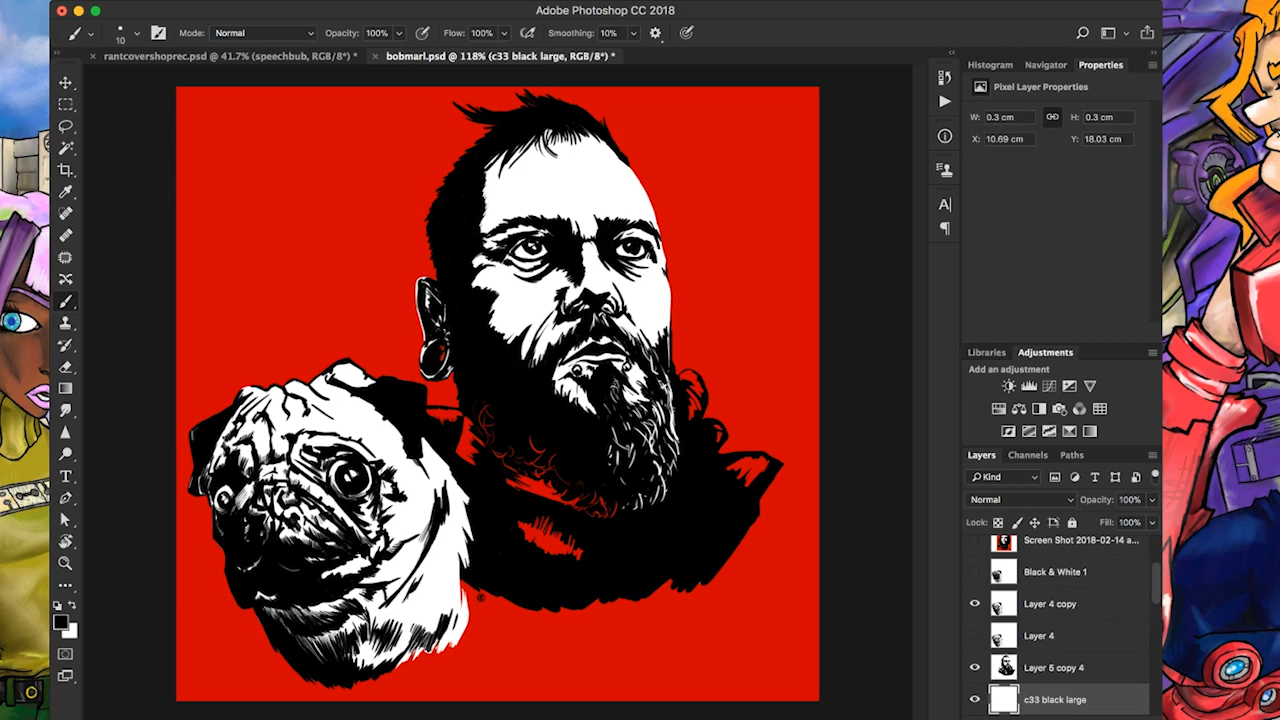 Adobe Photoshop CC 2018
10 Mode: Normal Opacity: 100% Flow: 100% Smoothing: 10%
rantcovershoprec.psd @ 41.7% (speechbub, RGB/8*) * bobmarl.psd @ 118% (c33 black large, RGB/8*) *
Histogram Navigator Properties
Pixel Layer Properties
W: 0.3 cm H: 0.3 cm
X: 10.69 cm Y: 18.03 cm
Libraries Adjustments
Add an adjustment
Layers Channels Paths
Kind
Normal Opacity: 100%
Lock: Fill: 100%
Screen Shot 2018-02-14 a...
Black & White 1
Layer 4 copy
Layer 4
Layer 5 copy 4
c33 black large